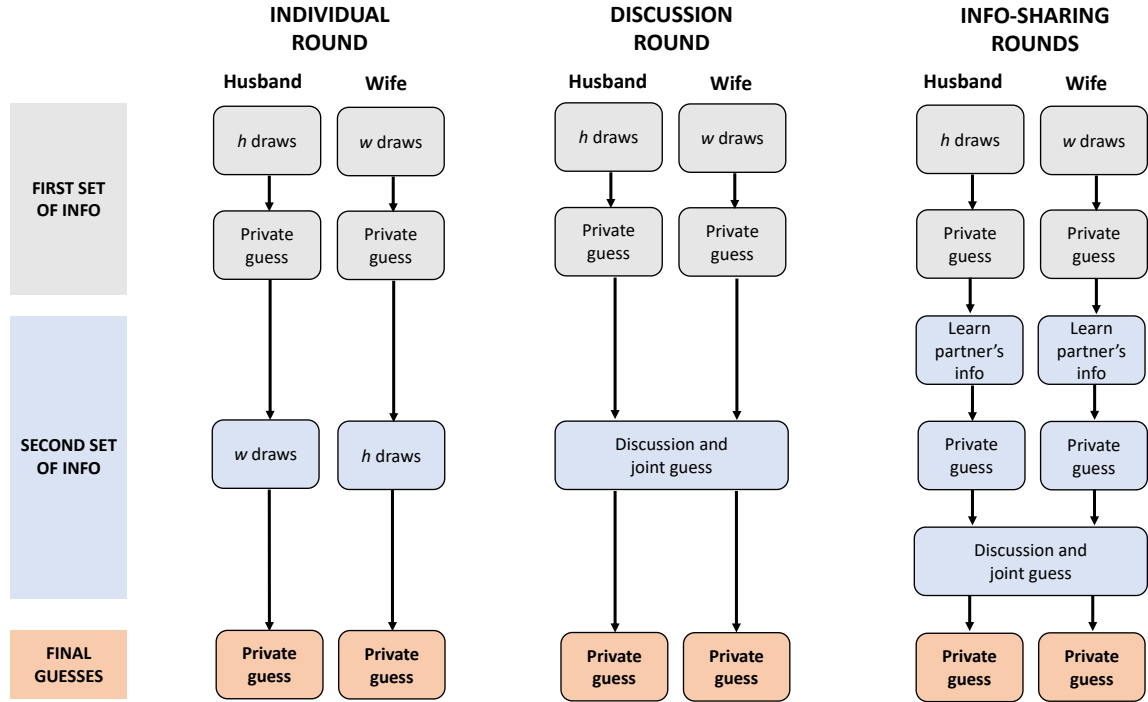 INDIVIDUAL
ROUND
DISCUSSION
ROUND
INFO-SHARING
ROUNDS
Husband
Wife
Husband
Wife
Husband
Wife
FIRST SET
OF INFO
h draws
w draws
h draws
w draws
h draws
w draws
Private
guess
Private
guess
Private
guess
Private
guess
Private
guess
Private
guess
SECOND SET
OF INFO
Learn
partner's
info
Learn
partner's
info
w draws
h draws
Discussion and
joint guess
Private
guess
Private
guess
Discussion and
joint guess
FINAL
GUESSES
Private
guess
Private
guess
Private
guess
Private
guess
Private
guess
Private
guess